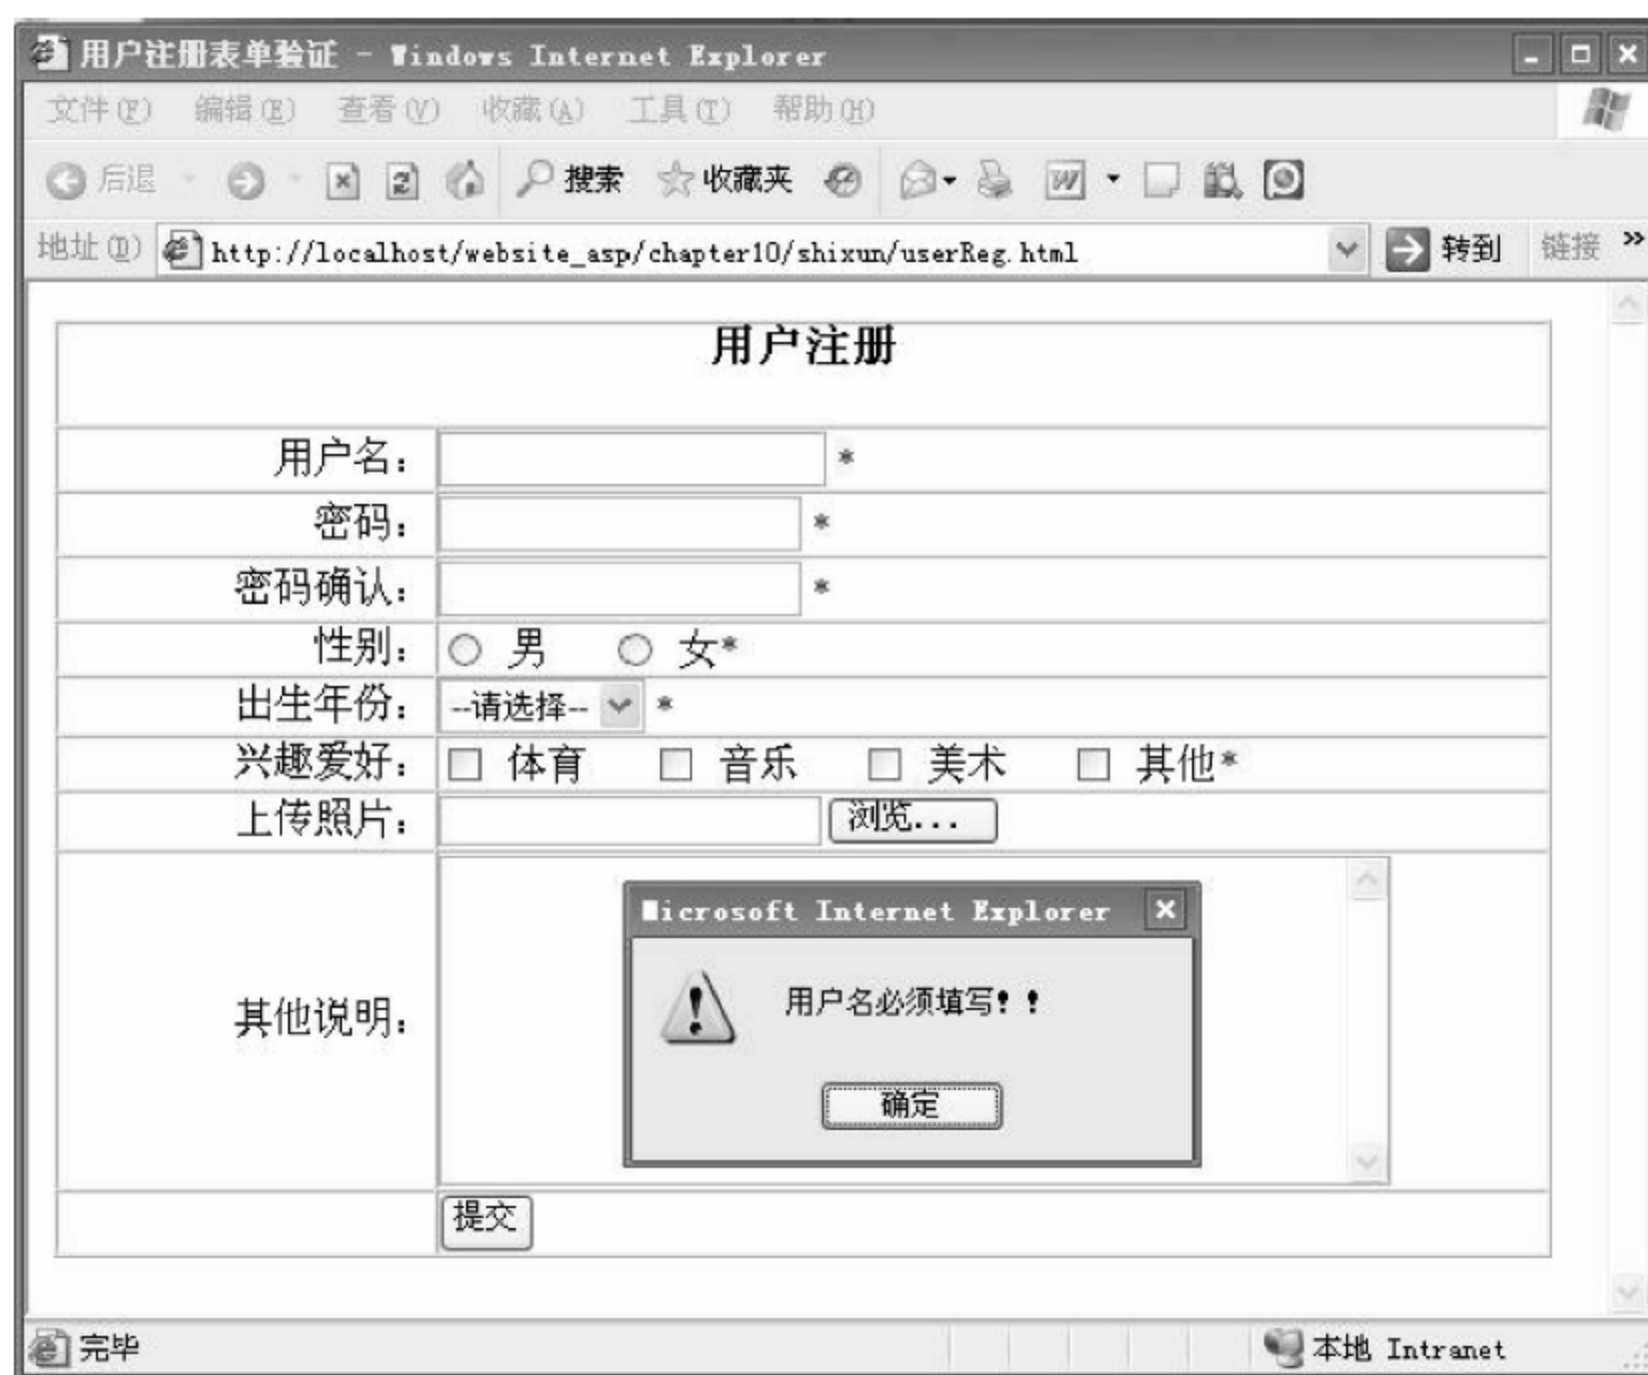 用户注册表单验证 - Windows Internet Explorer
文件(F) 编辑(E) 查看(V) 收藏(A) 工具(T) 帮助(H)
后退 搜索 收藏夹
地址(D) http://localhost/website_asp/chapter10/shixun/userReg.html 转到 链接 »
用户注册
用户名： *
密码： *
密码确认： *
性别： 男 女*
出生年份： --请选择-- *
兴趣爱好： 体育 音乐 美术 其他*
上传照片： 浏览...
Microsoft Internet Explorer
用户名必须填写！！
其他说明：
确定
提交
完毕 本地 Intranet